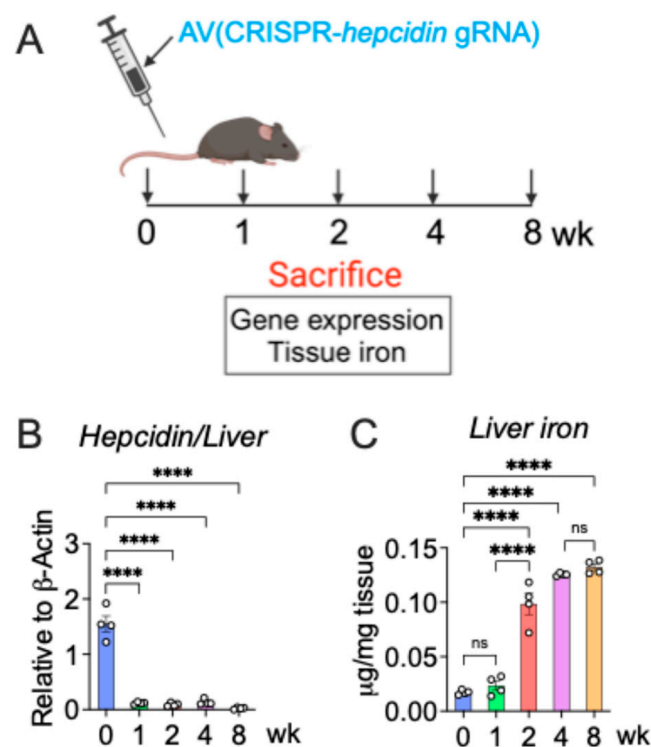 A
AV(CRISPR-hepcidin gRNA)
0 1 2 4 8 wk
Sacrifice
Gene expression
Tissue iron
B
Hepcidin/Liver
****
****
****
****
Relative to β-Actin
3
2
1
0
0 1 2 4 8 wk
C
Liver iron
****
****
****
****
ns
ns
µg/mg tissue
0.15
0.10
0.05
0.00
0 1 2 4 8 wk